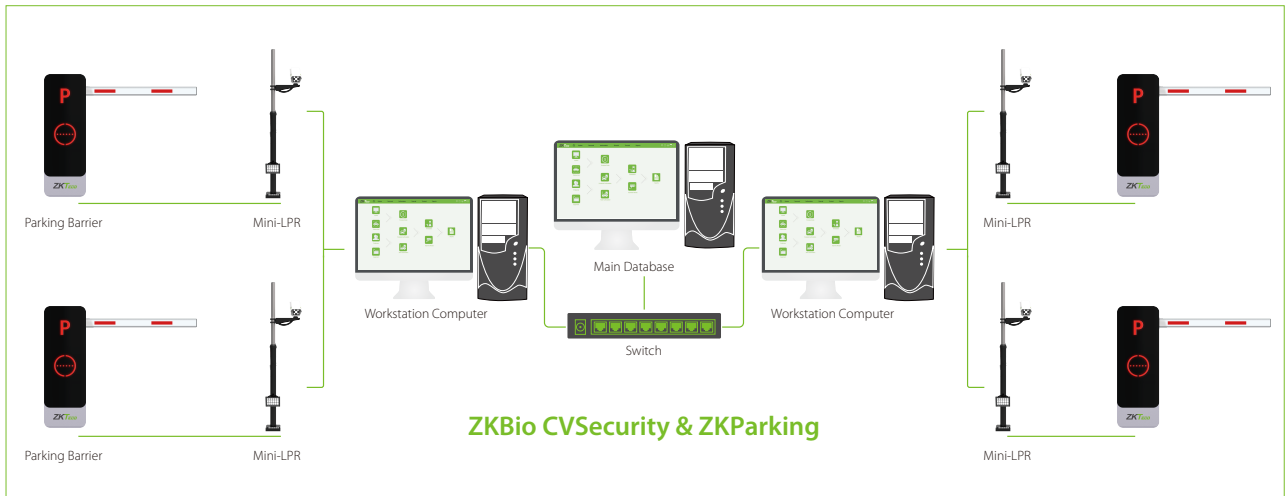 P
P
ZKTeco
ZKTeco
Parking Barrier
Mini-LPR
Mini-LPR
Main Database
Workstation Computer
Workstation Computer
Switch
P
P
ZKTeco
ZKTeco
ZKBio CVSecurity & ZKParking
Parking Barrier
Mini-LPR
Mini-LPR